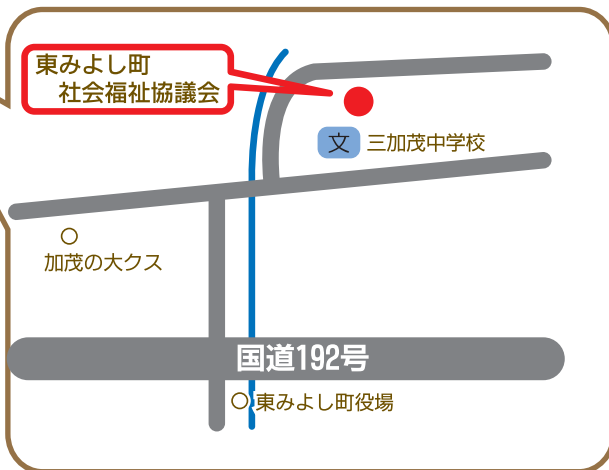 東みよし町
社会福祉協議会
文 三加茂中学校
加茂の大クス
国道192号
東みよし町役場